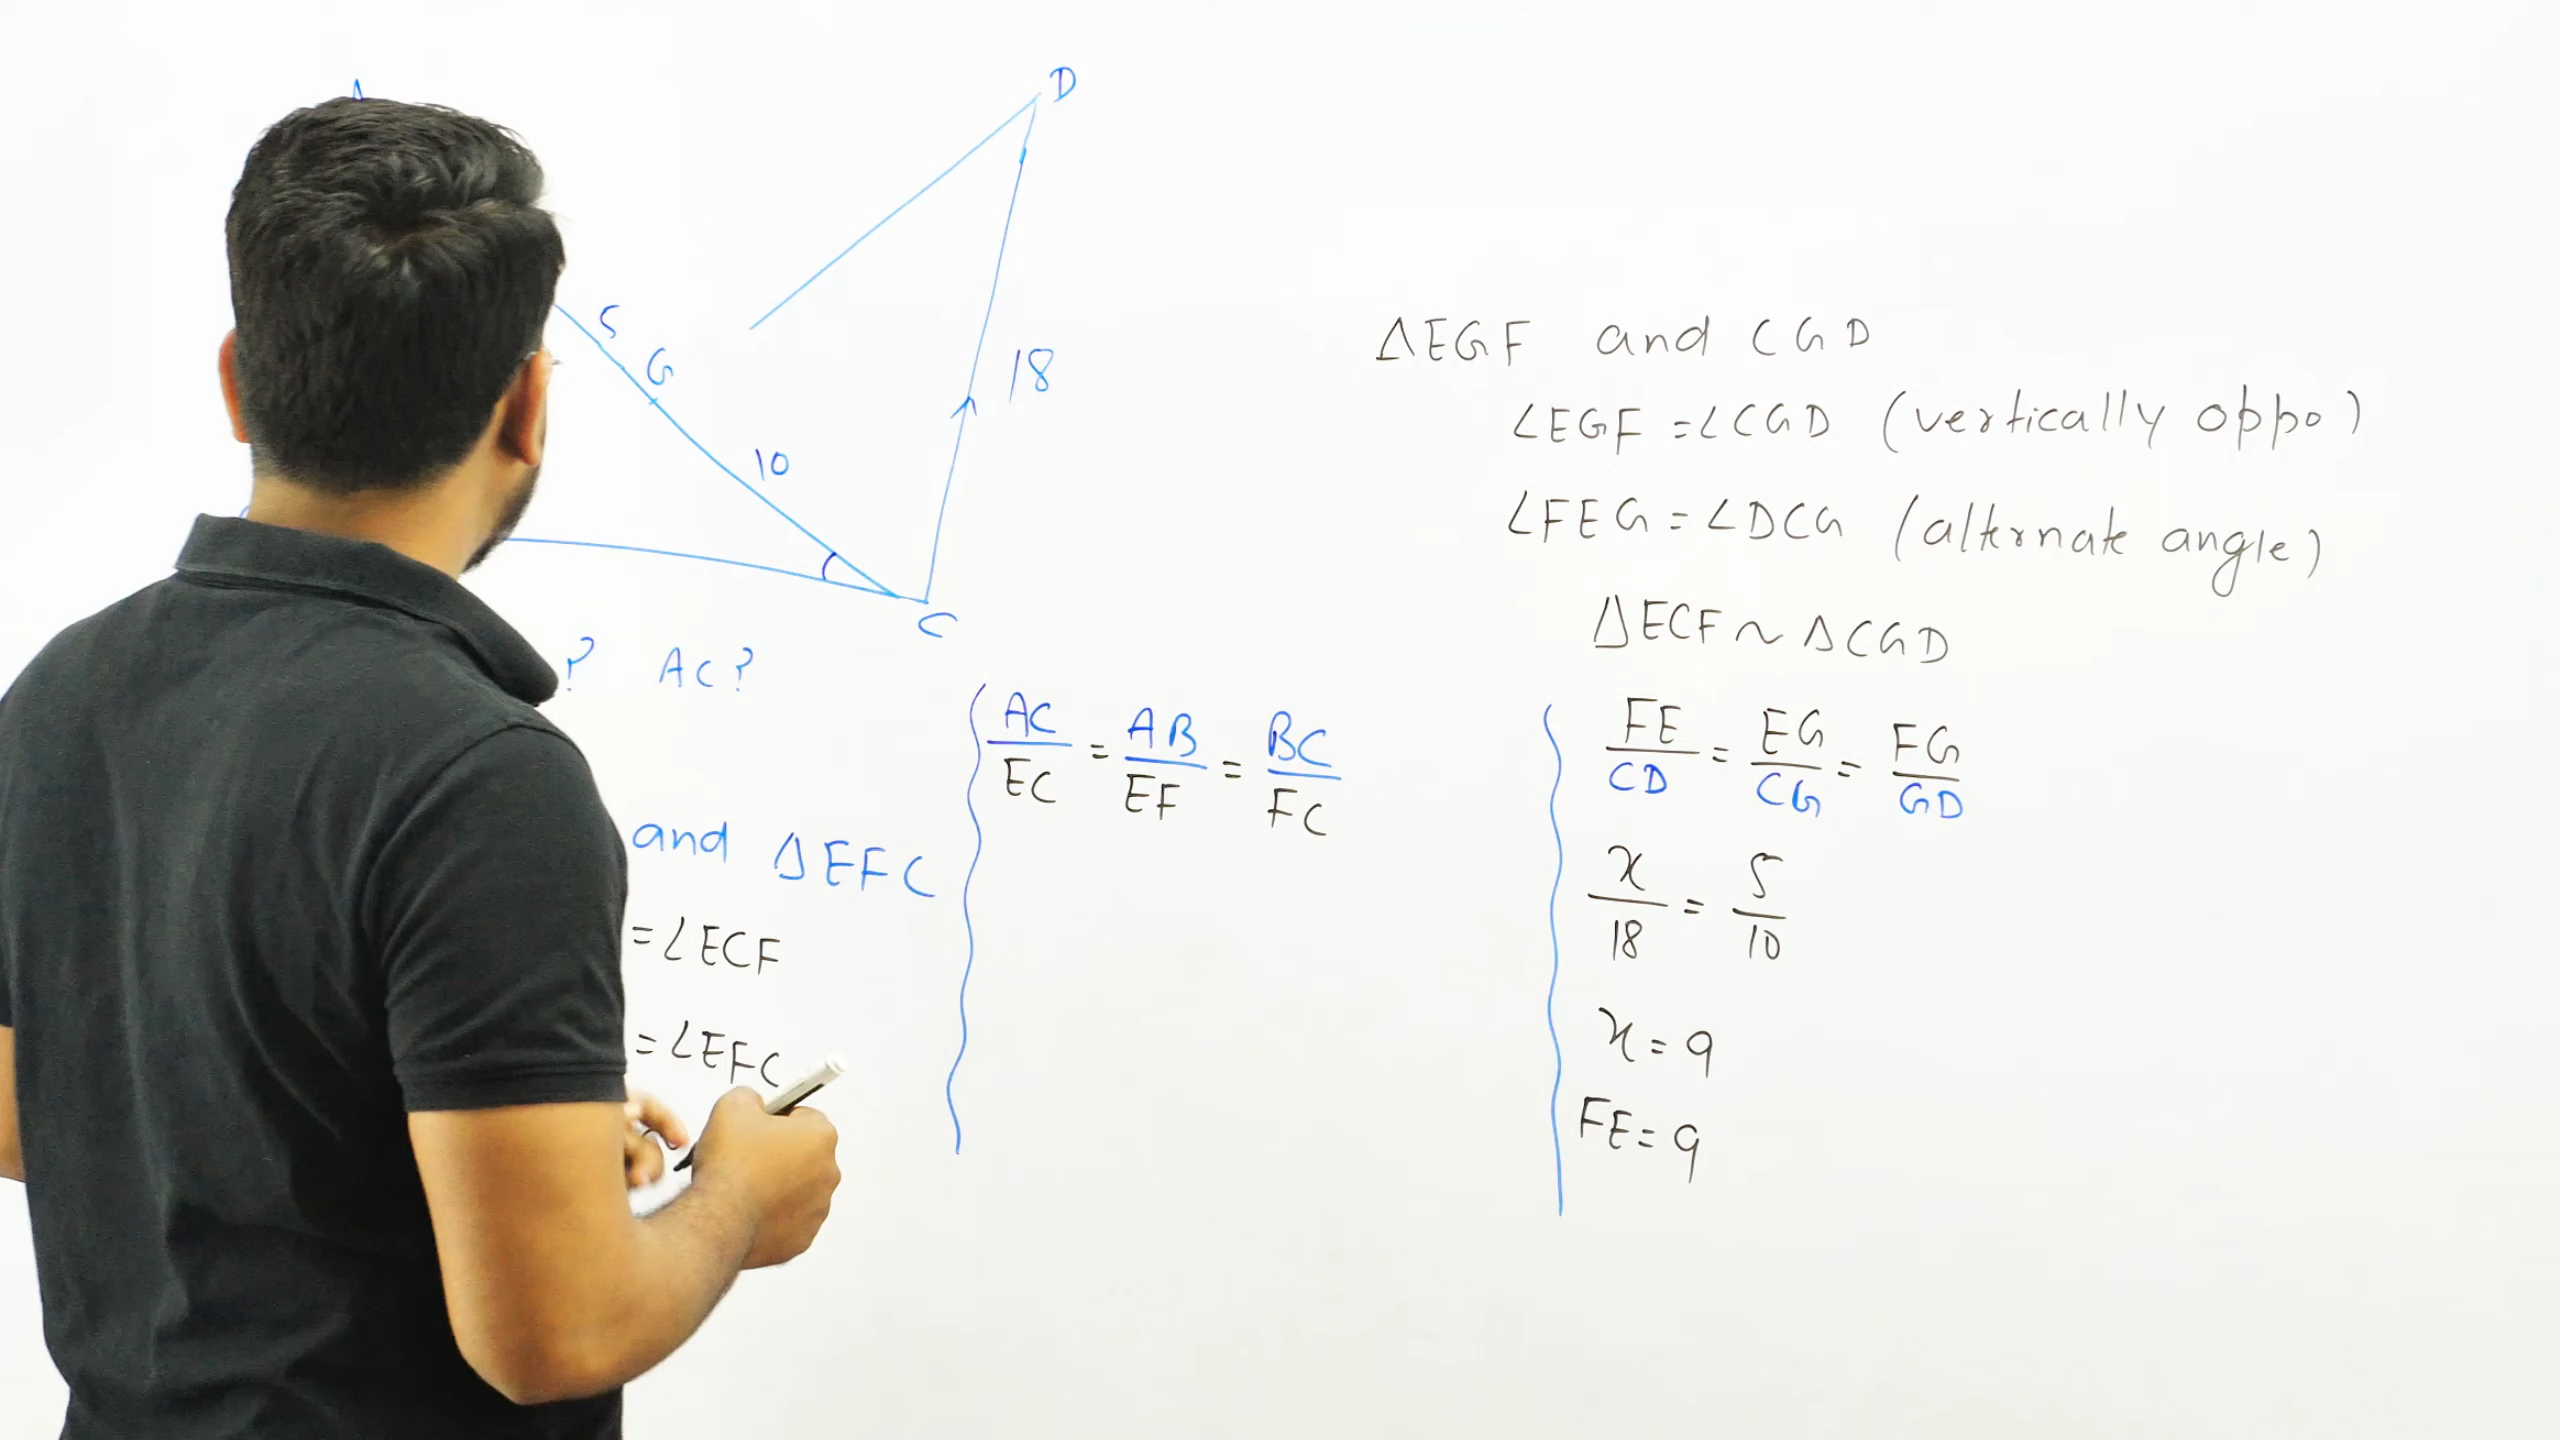 D
5
G
18
10
C
? AC?
and ΔEFC
=∠ECF
=∠EFC
AC/EC = AB/EF = BC/FC
ΔEGF and CGD
∠EGF =∠CGD (vertically oppo)
∠FEG = ∠DCG (alternate angle)
ΔECF ~ ΔCGD
FE/CD = EG/CG = FG/GD
x/18 = 5/10
x = 9
FE = 9